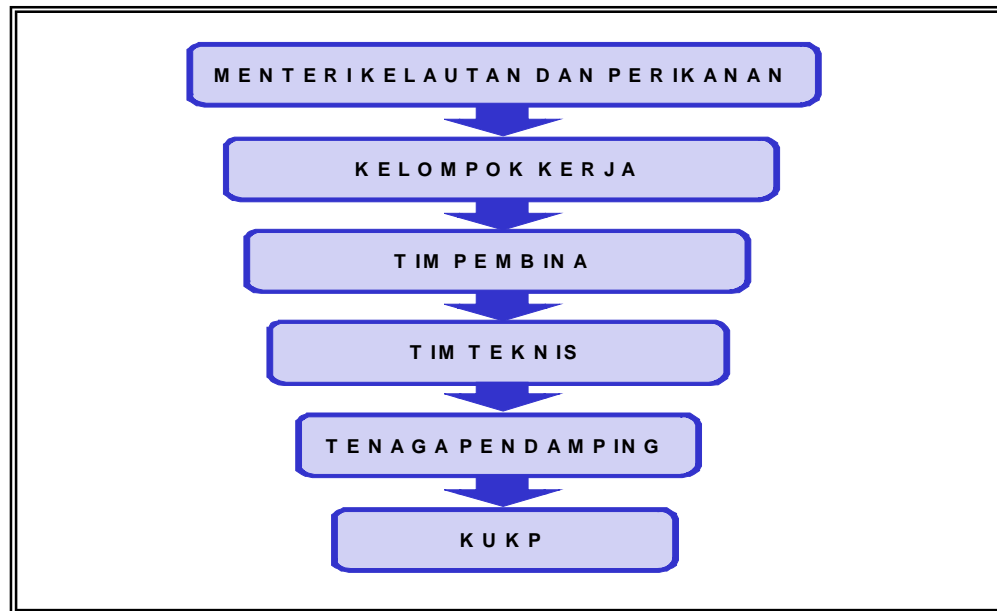 MENTERI KELAUTAN DAN PERIKANAN
KELOMPOK KERJA
TIM PEMBINA
TIM TEKNIS
TENAGA PENDAMPING
KUKP